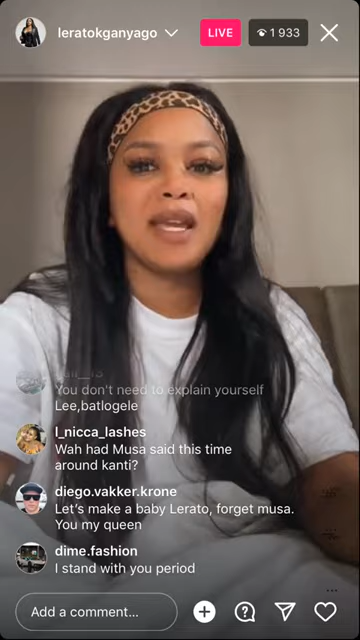 leratokganyago
LIVE
1 933
You don't need to explain yourself
Lee,batlogele
l_nicca_lashes
Wah had Musa said this time
around kanti?
diego.vakker.krone
Let's make a baby Lerato, forget musa.
You my queen
dime.fashion
I stand with you period
Add a comment...